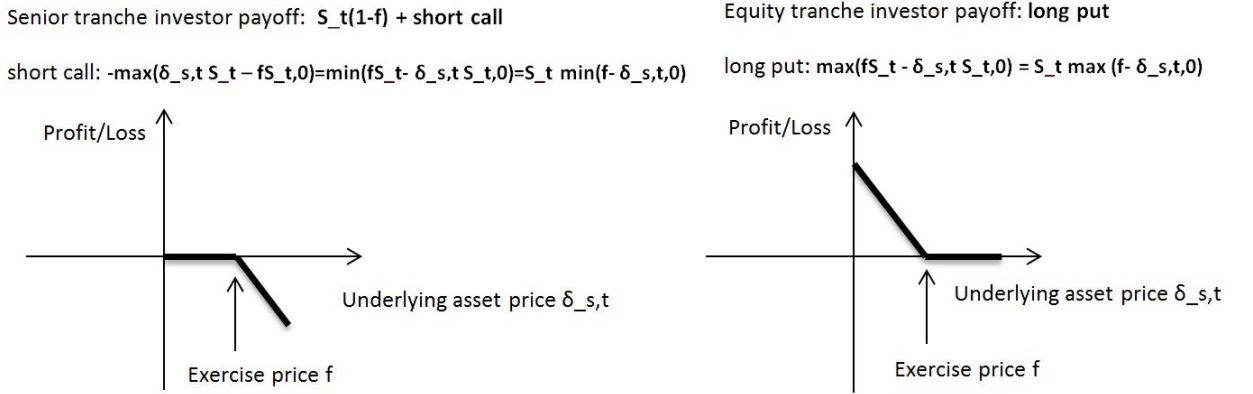 Senior tranche investor payoff: S_t(1-f) + short call
short call: -max(δ_s,t S_t – fS_t,0)=min(fS_t- δ_s,t S_t,0)=S_t min(f- δ_s,t,0)
Profit/Loss
Underlying asset price δ_s,t
Exercise price f
Equity tranche investor payoff: long put
long put: max(fS_t - δ_s,t S_t,0) = S_t max (f- δ_s,t,0)
Profit/Loss
Underlying asset price δ_s,t
Exercise price f